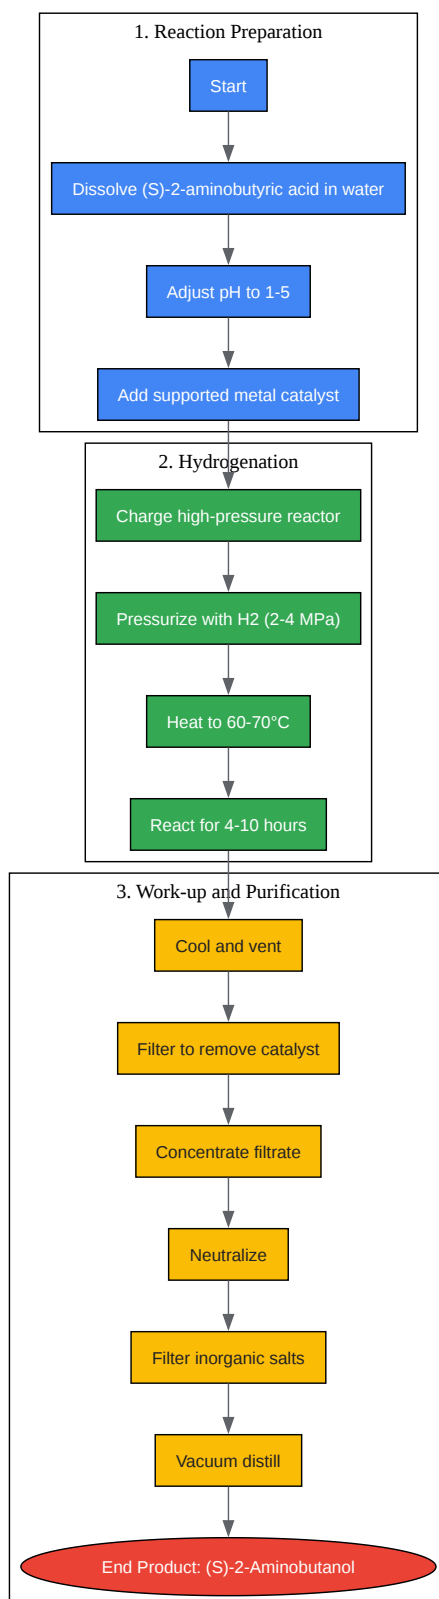 1. Reaction Preparation
Start
Dissolve (S)-2-aminobutyric acid in water
Adjust pH to 1-5
Add supported metal catalyst
2. Hydrogenation
Charge high-pressure reactor
Pressurize with H2 (2-4 MPa)
Heat to 60-70°C
React for 4-10 hours
3. Work-up and Purification
Cool and vent
Filter to remove catalyst
Concentrate filtrate
Neutralize
Filter inorganic salts
Vacuum distill
End Product: (S)-2-Aminobutanol